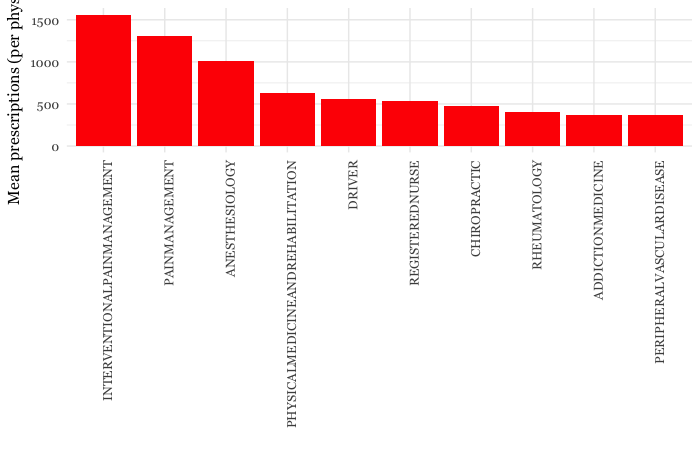 Mean prescriptions (per phys
1500
1000
500
0
INTERVENTIONALPAINMANAGEMENT
PAINMANAGEMENT
ANESTHESIOLOGY
PHYSICALMEDICINEANDREHABILITATION
DRIVER
REGISTEREDNURSE
CHIROPRACTIC
RHEUMATOLOGY
ADDICTIONMEDICINE
PERIPHERALVASCULARDISEASE